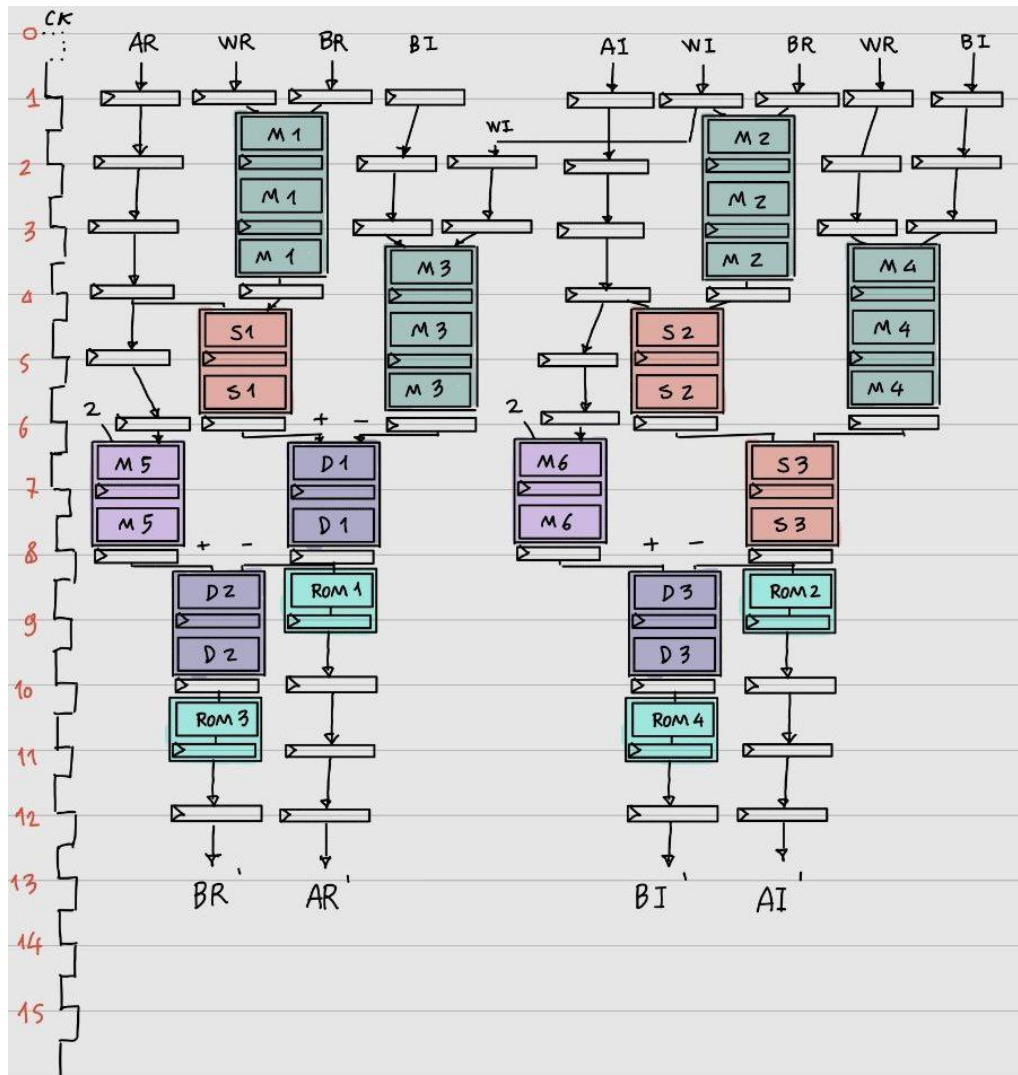 CK
0
AR WR BR BI AI WI BR WR BI
1
M1 WI M2
2
M1 M2
3
M1 M3 M2 M4
4
S1 M3 S2 M4
5
S1 M3 S2 M4
2 + - 2
6
M5 D1 M6 S3
7
M5 D1 M6 S3
8 + - + -
D2 ROM1 D3 ROM2
9
D2 D3
10
ROM3 ROM4
11
12
13
BR' AR' BI' AI'
14
15